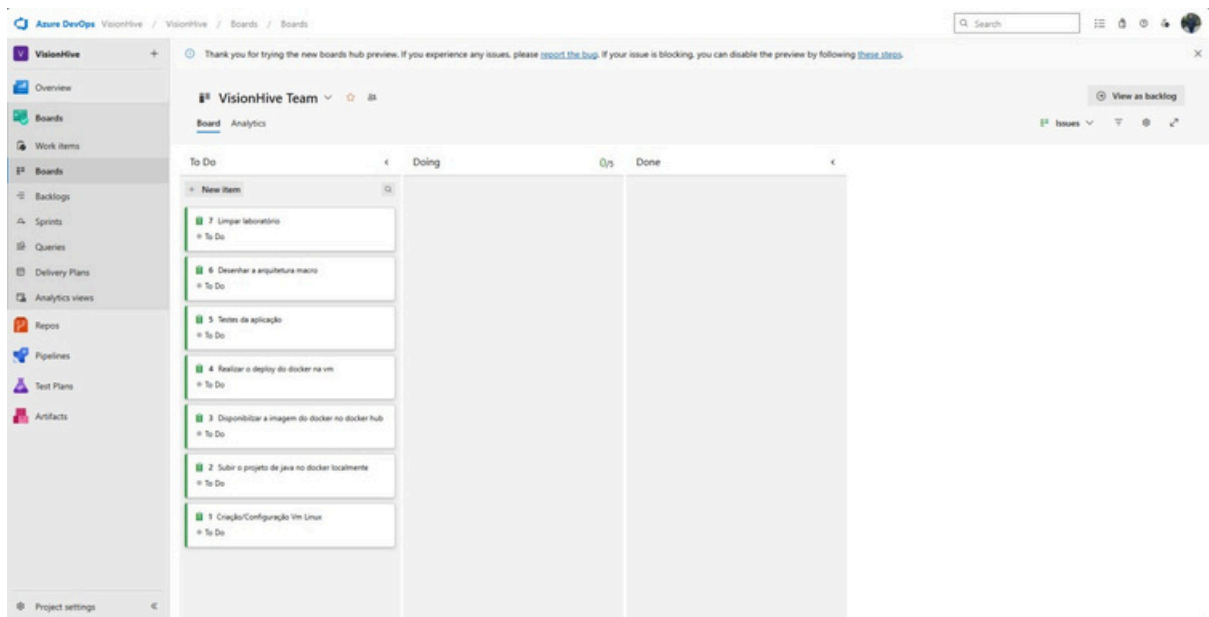 Azure DevOps VisionHive / VisionHive / Boards / Boards
Search
V VisionHive +
Thank you for trying the new boards hub preview. If you experience any issues, please report the bug. If your issue is blocking, you can disable the preview by following these steps.
Overview
Boards
Work items
Boards
Backlogs
Sprints
Queries
Delivery Plans
Analytics views
Repos
Pipelines
Test Plans
Artifacts
Project settings
VisionHive Team
View as backlog
Board Analytics
Issues
To Do
Doing 0/5
Done
+ New item
7 Limpar laboratório
To Do
6 Desenhar a arquitetura macro
To Do
5 Testes da aplicação
To Do
4 Realizar o deploy do docker na vm
To Do
3 Disponibilzar a imagem do docker no docker hub
To Do
2 Subir o projeto de java no docker localmente
To Do
1 Criação/Configuração Vm Linux
To Do